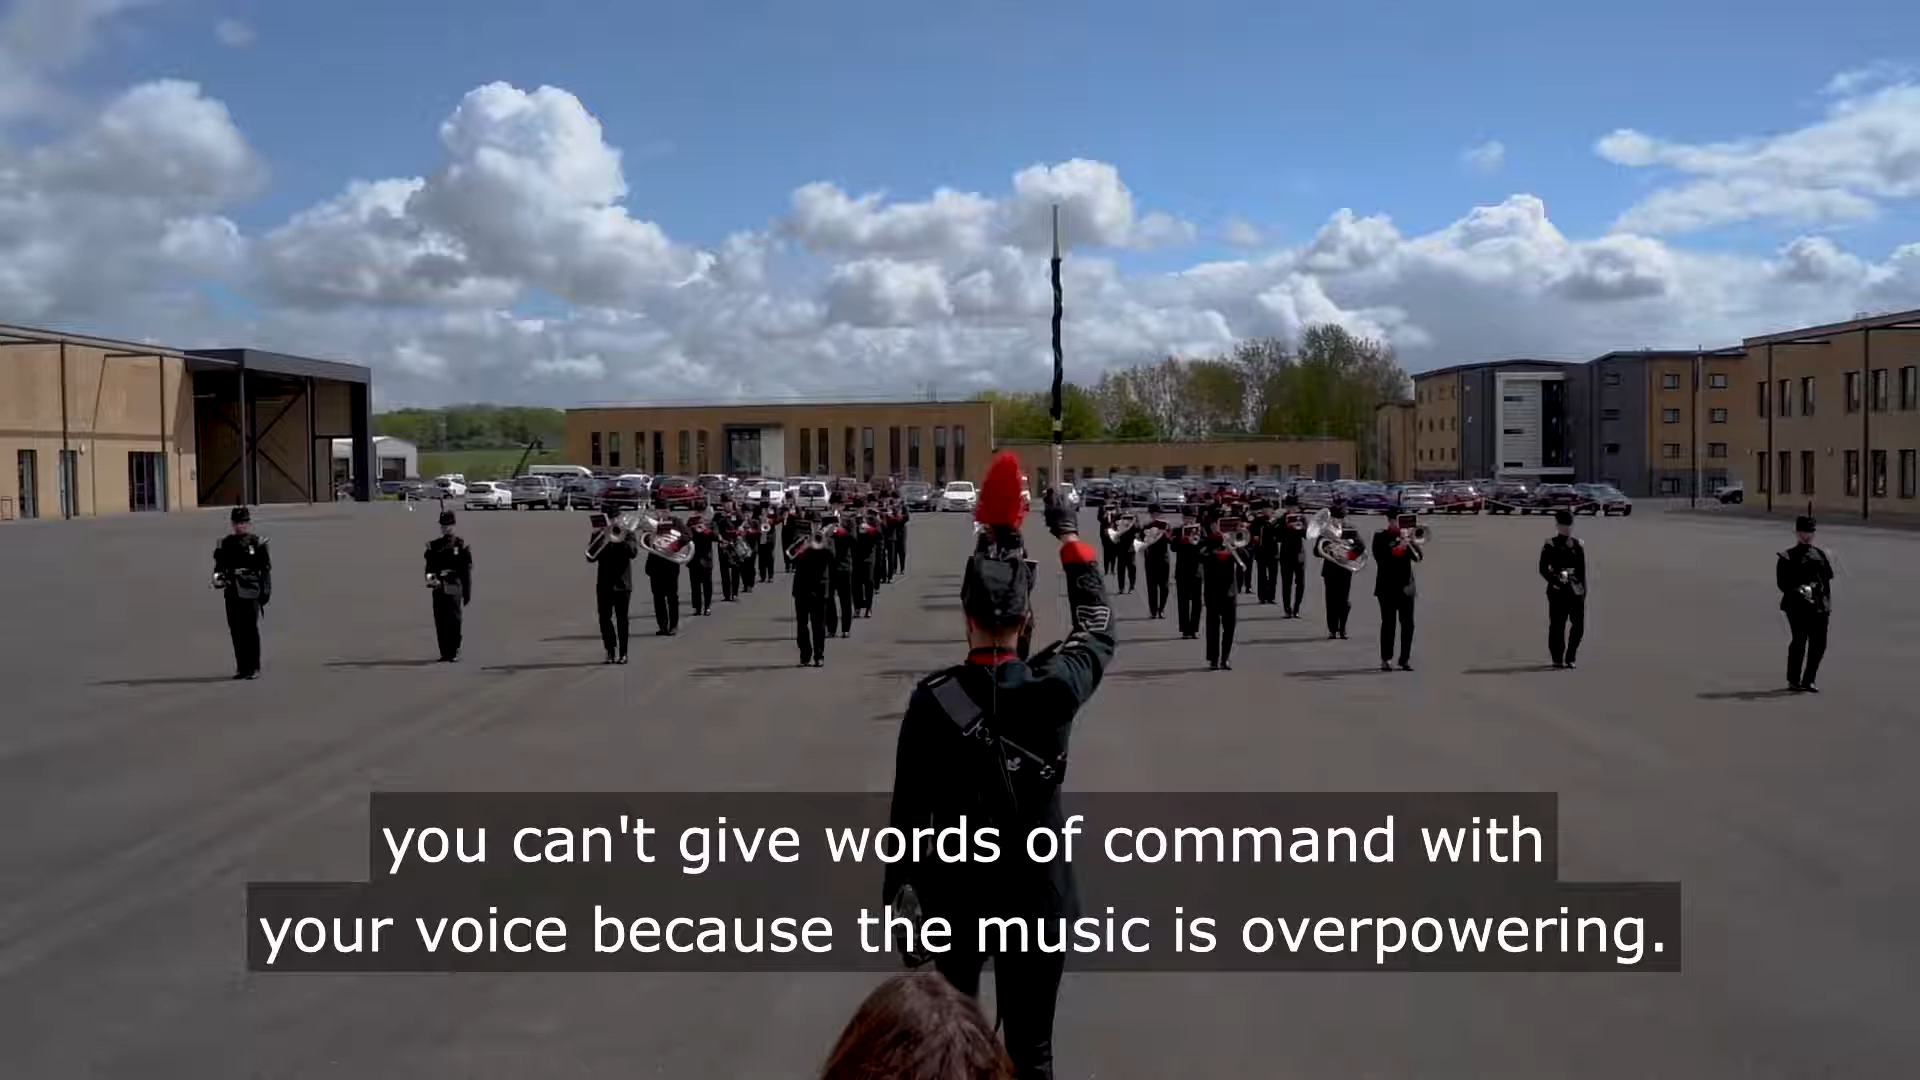 you can't give words of command with
your voice because the music is overpowering.